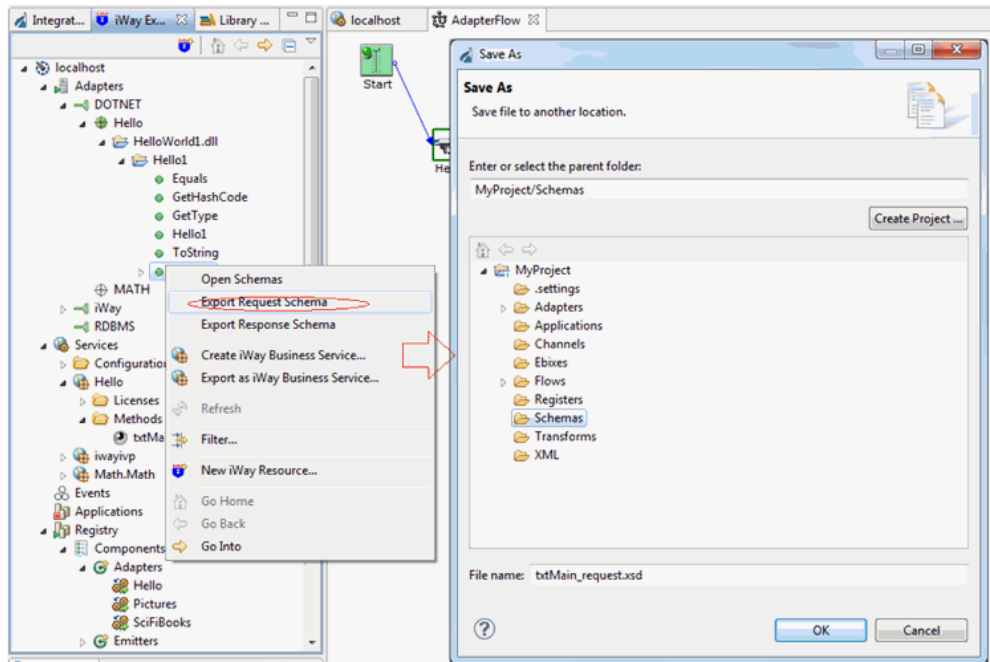 Integrat...
iWay Ex...
Library ...
localhost
Adapters
DOTNET
Hello
HelloWorld1.dll
Hello1
Equals
GetHashCode
GetType
Hello1
ToString
MATH
iWay
RDBMS
Services
Configuration
Hello
Licenses
Methods
txtMa
iwayivp
Math.Math
Events
Applications
Registry
Components
Adapters
Hello
Pictures
SciFiBooks
Emitters
Open Schemas
Export Request Schema
Export Response Schema
Create iWay Business Service...
Export as iWay Business Service...
Refresh
Filter...
New iWay Resource...
Go Home
Go Back
Go Into
localhost
AdapterFlow
Start
He
Save As
Save As
Save file to another location.
Enter or select the parent folder:
MyProject/Schemas
Create Project ...
MyProject
.settings
Adapters
Applications
Channels
Ebixes
Flows
Registers
Schemas
Transforms
XML
File name: txtMain_request.xsd
?
OK Cancel